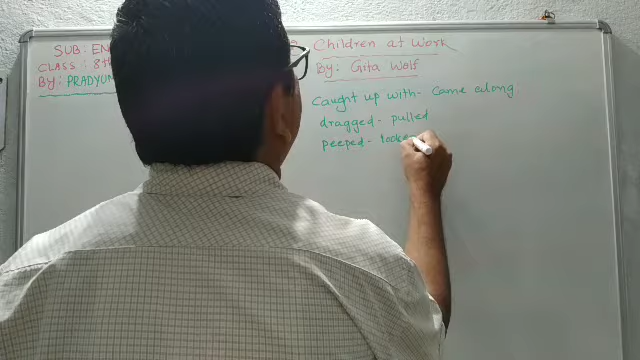 SUB: EN
CLASS: 8th
BY: PRADYUM
Children at Work
By: Gita Wolf
Caught up with - Came along
dragged - pulled
peeped - looke